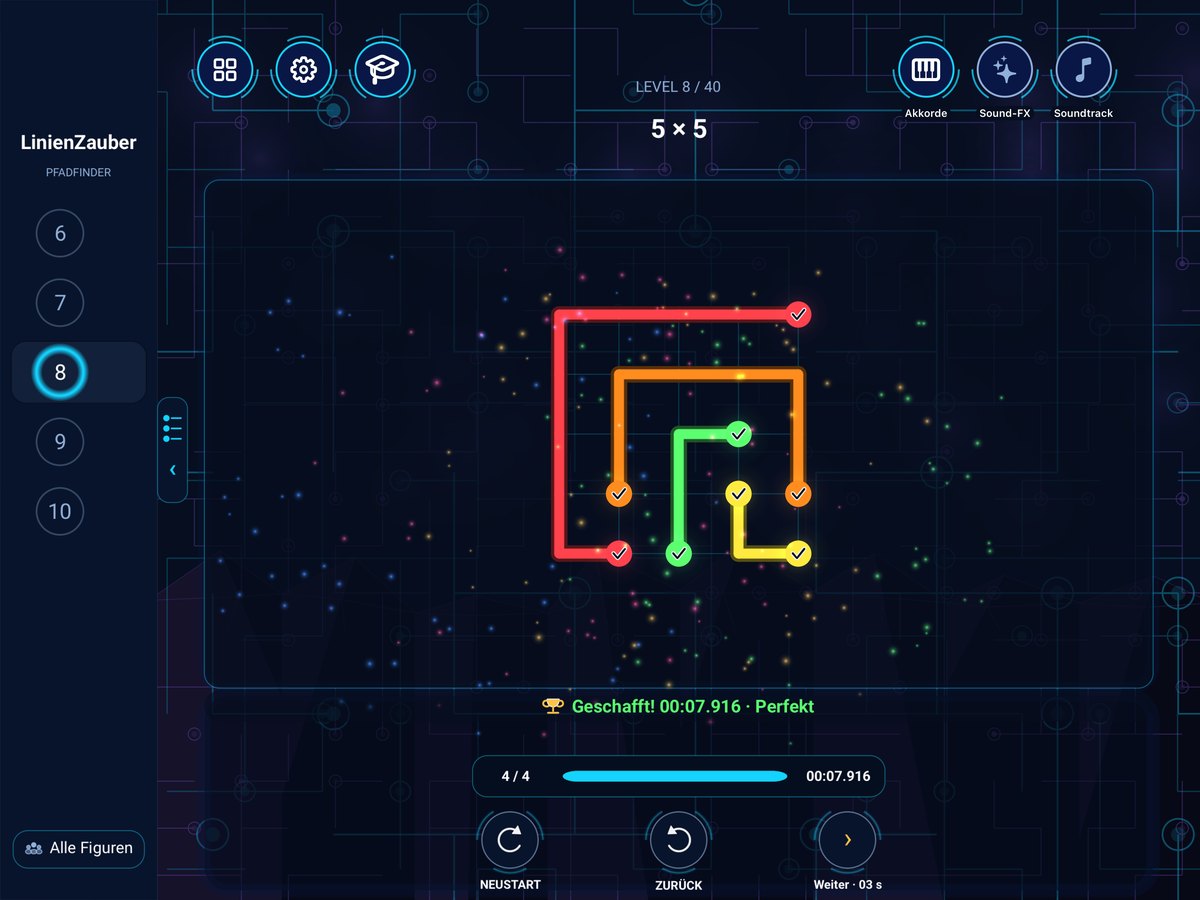 LEVEL 8 / 40
5 × 5
Akkorde
Sound-FX
Soundtrack
LinienZauber
PFADFINDER
6
7
8
9
10
Alle Figuren
Geschafft! 00:07.916 · Perfekt
4 / 4
00:07.916
NEUSTART
ZURÜCK
Weiter · 03 s